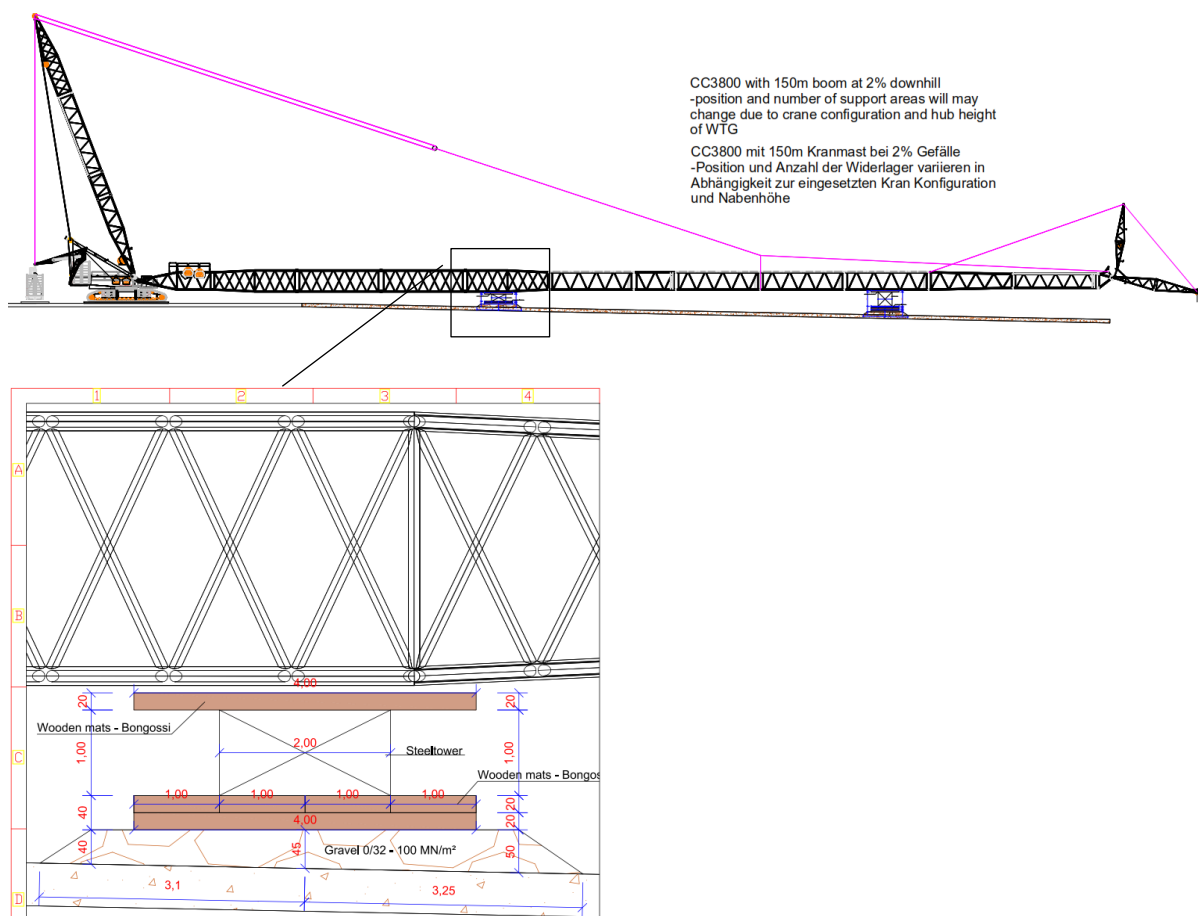 CC3800 with 150m boom at 2% downhill
-position and number of support areas will may
change due to crane configuration and hub height
of WTG
CC3800 mit 150m Kranmast bei 2% Gefälle
-Position und Anzahl der Widerlager variieren in
Abhängigkeit zur eingesetzten Kran Konfiguration
und Nabenhöhe
1 2 3 4
A
B
C
D
4,00
20
20
Wooden mats - Bongossi
1,00
2,00
Steeltower
1,00
Wooden mats - Bongos
1,00 1,00 1,00 1,00
40
20
20
4,00
40
45
Gravel 0/32 - 100 MN/m²
50
3,1
3,25